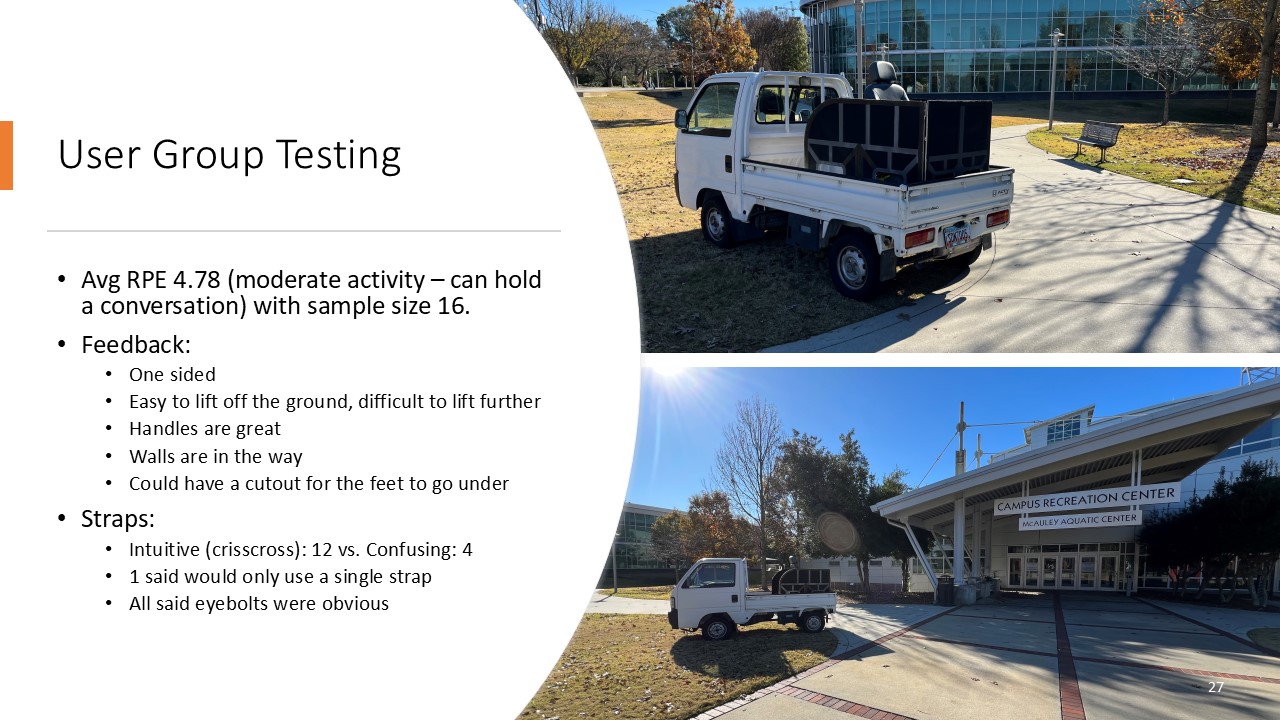 User Group Testing
• Avg RPE 4.78 (moderate activity – can hold
a conversation) with sample size 16.
• Feedback:
• One sided
• Easy to lift off the ground, difficult to lift further
• Handles are great
• Walls are in the way
• Could have a cutout for the feet to go under
• Straps:
• Intuitive (crisscross): 12 vs. Confusing: 4
• 1 said would only use a single strap
• All said eyebolts were obvious
CAMPUS RECREATION CENTER
McAULEY AQUATIC CENTER
27